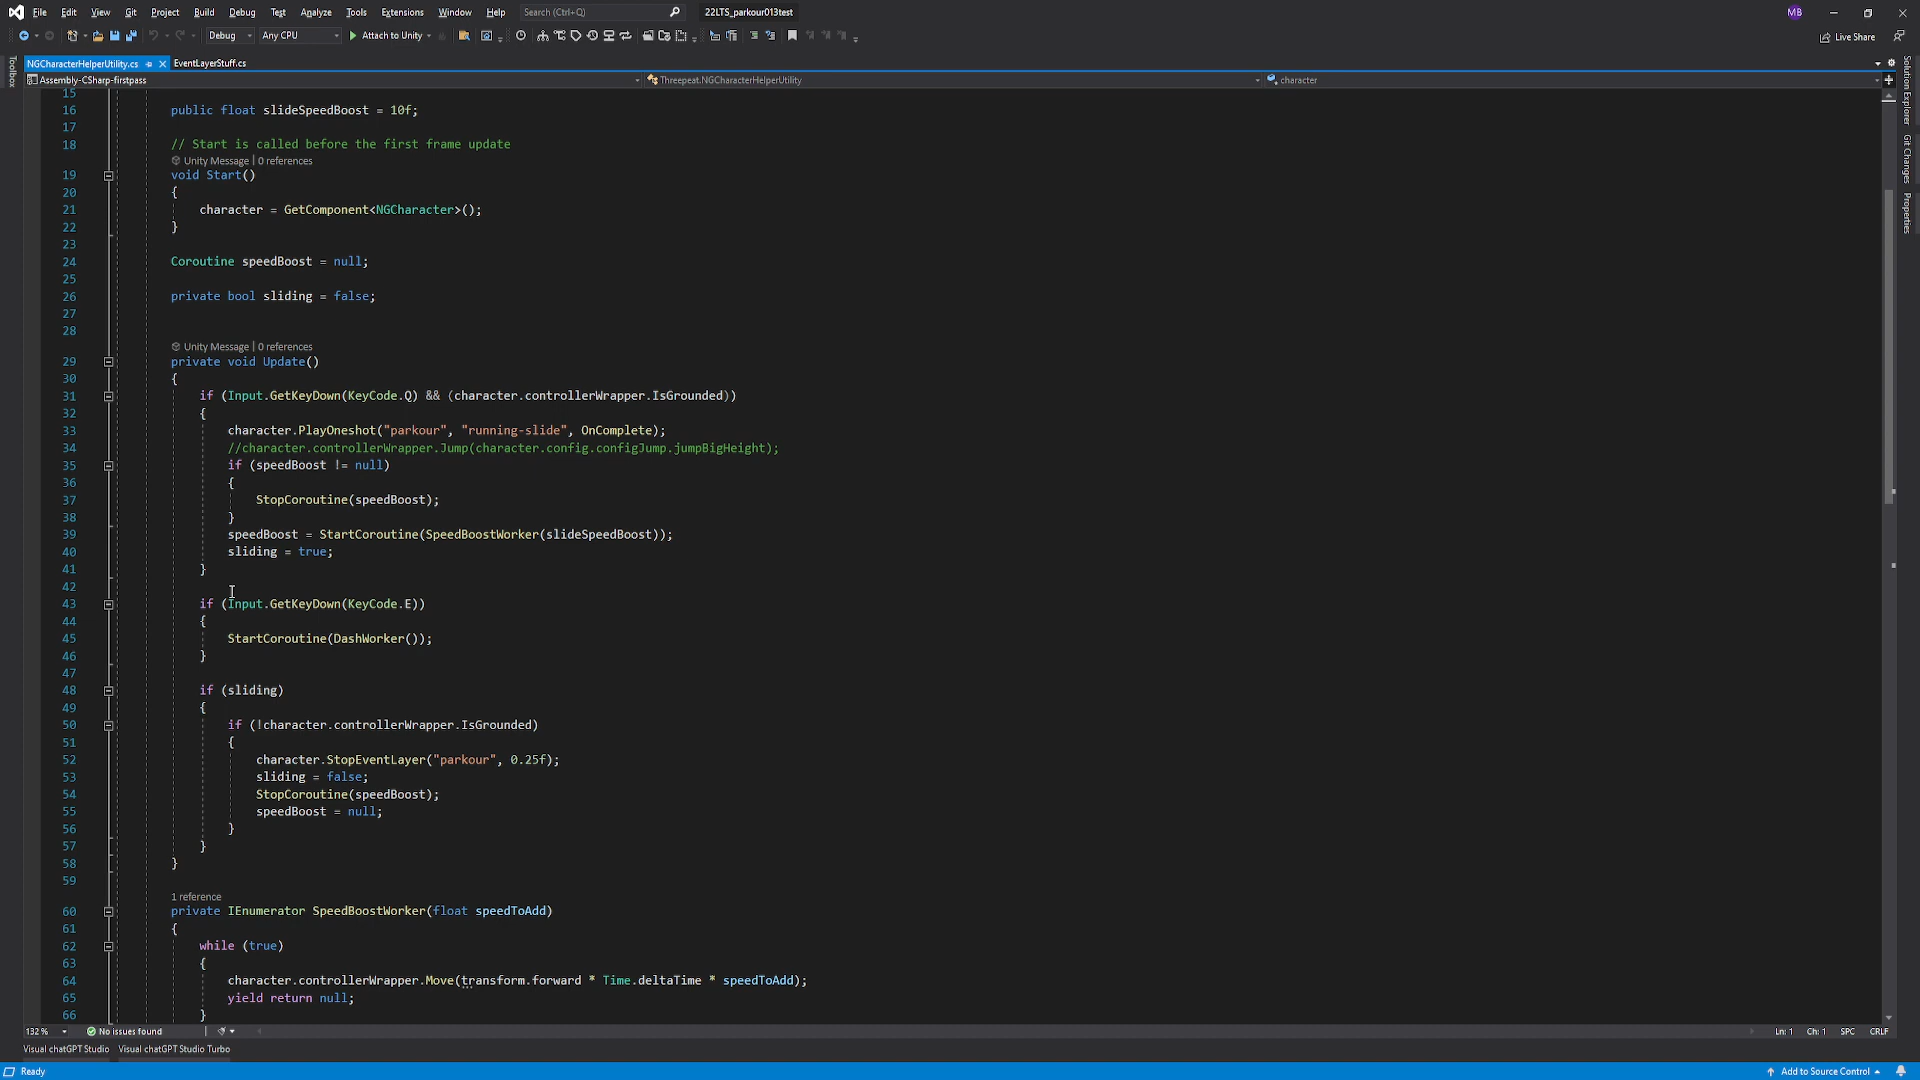 File Edit View Git Project Build Debug Test Analyze Tools Extensions Window Help Search (Ctrl+Q) 22LTS_parkour013test MB
Debug Any CPU Attach to Unity Live Share
NGCharacterHelperUtility.cs EventLayerStuff.cs
Assembly-CSharp-firstpass Threepeat.NGCharacterHelperUtility character
Toolbox
Solution Explorer
Git Changes
Properties
15
16 public float slideSpeedBoost = 10f;
17
18 // Start is called before the first frame update
Unity Message | 0 references
19 void Start()
20 {
21 character = GetComponent<NGCharacter>();
22 }
23
24 Coroutine speedBoost = null;
25
26 private bool sliding = false;
27
28
Unity Message | 0 references
29 private void Update()
30 {
31 if (Input.GetKeyDown(KeyCode.Q) && (character.controllerWrapper.IsGrounded))
32 {
33 character.PlayOneshot("parkour", "running-slide", OnComplete);
34 //character.controllerWrapper.Jump(character.config.configJump.jumpBigHeight);
35 if (speedBoost != null)
36 {
37 StopCoroutine(speedBoost);
38 }
39 speedBoost = StartCoroutine(SpeedBoostWorker(slideSpeedBoost));
40 sliding = true;
41 }
42
43 if (Input.GetKeyDown(KeyCode.E))
44 {
45 StartCoroutine(DashWorker());
46 }
47
48 if (sliding)
49 {
50 if (!character.controllerWrapper.IsGrounded)
51 {
52 character.StopEventLayer("parkour", 0.25f);
53 sliding = false;
54 StopCoroutine(speedBoost);
55 speedBoost = null;
56 }
57 }
58 }
59
1 reference
60 private IEnumerator SpeedBoostWorker(float speedToAdd)
61 {
62 while (true)
63 {
64 character.controllerWrapper.Move(transform.forward * Time.deltaTime * speedToAdd);
65 yield return null;
66 }
132 % No issues found Ln: 1 Ch: 1 SPC CRLF
Visual chatGPT Studio Visual chatGPT Studio Turbo
Ready Add to Source Control